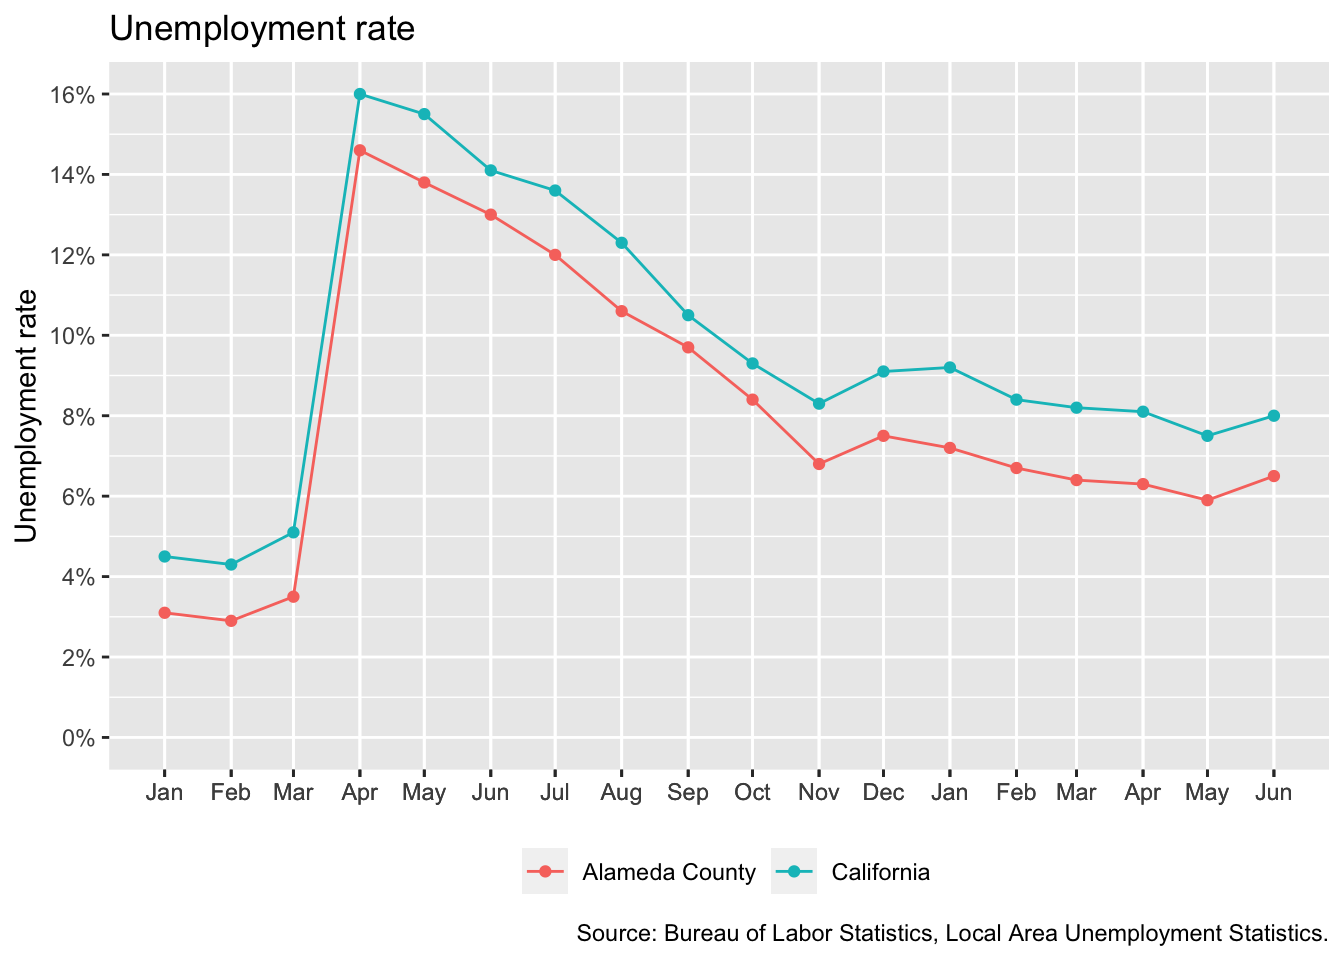 Unemployment rate
Unemployment rate
16%
14%
12%
10%
8%
6%
4%
2%
0%
Jan Feb Mar Apr May Jun Jul Aug Sep Oct Nov Dec Jan Feb Mar Apr May Jun
Alameda County California
Source: Bureau of Labor Statistics, Local Area Unemployment Statistics.